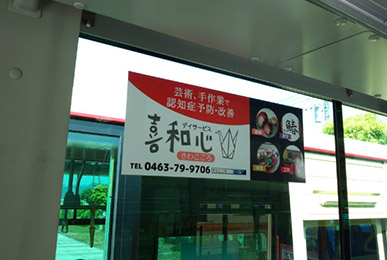 芸術、手作業で
認知症予防・改善
デイサービス
喜和心
きわごころ
TEL 0463-79-9706